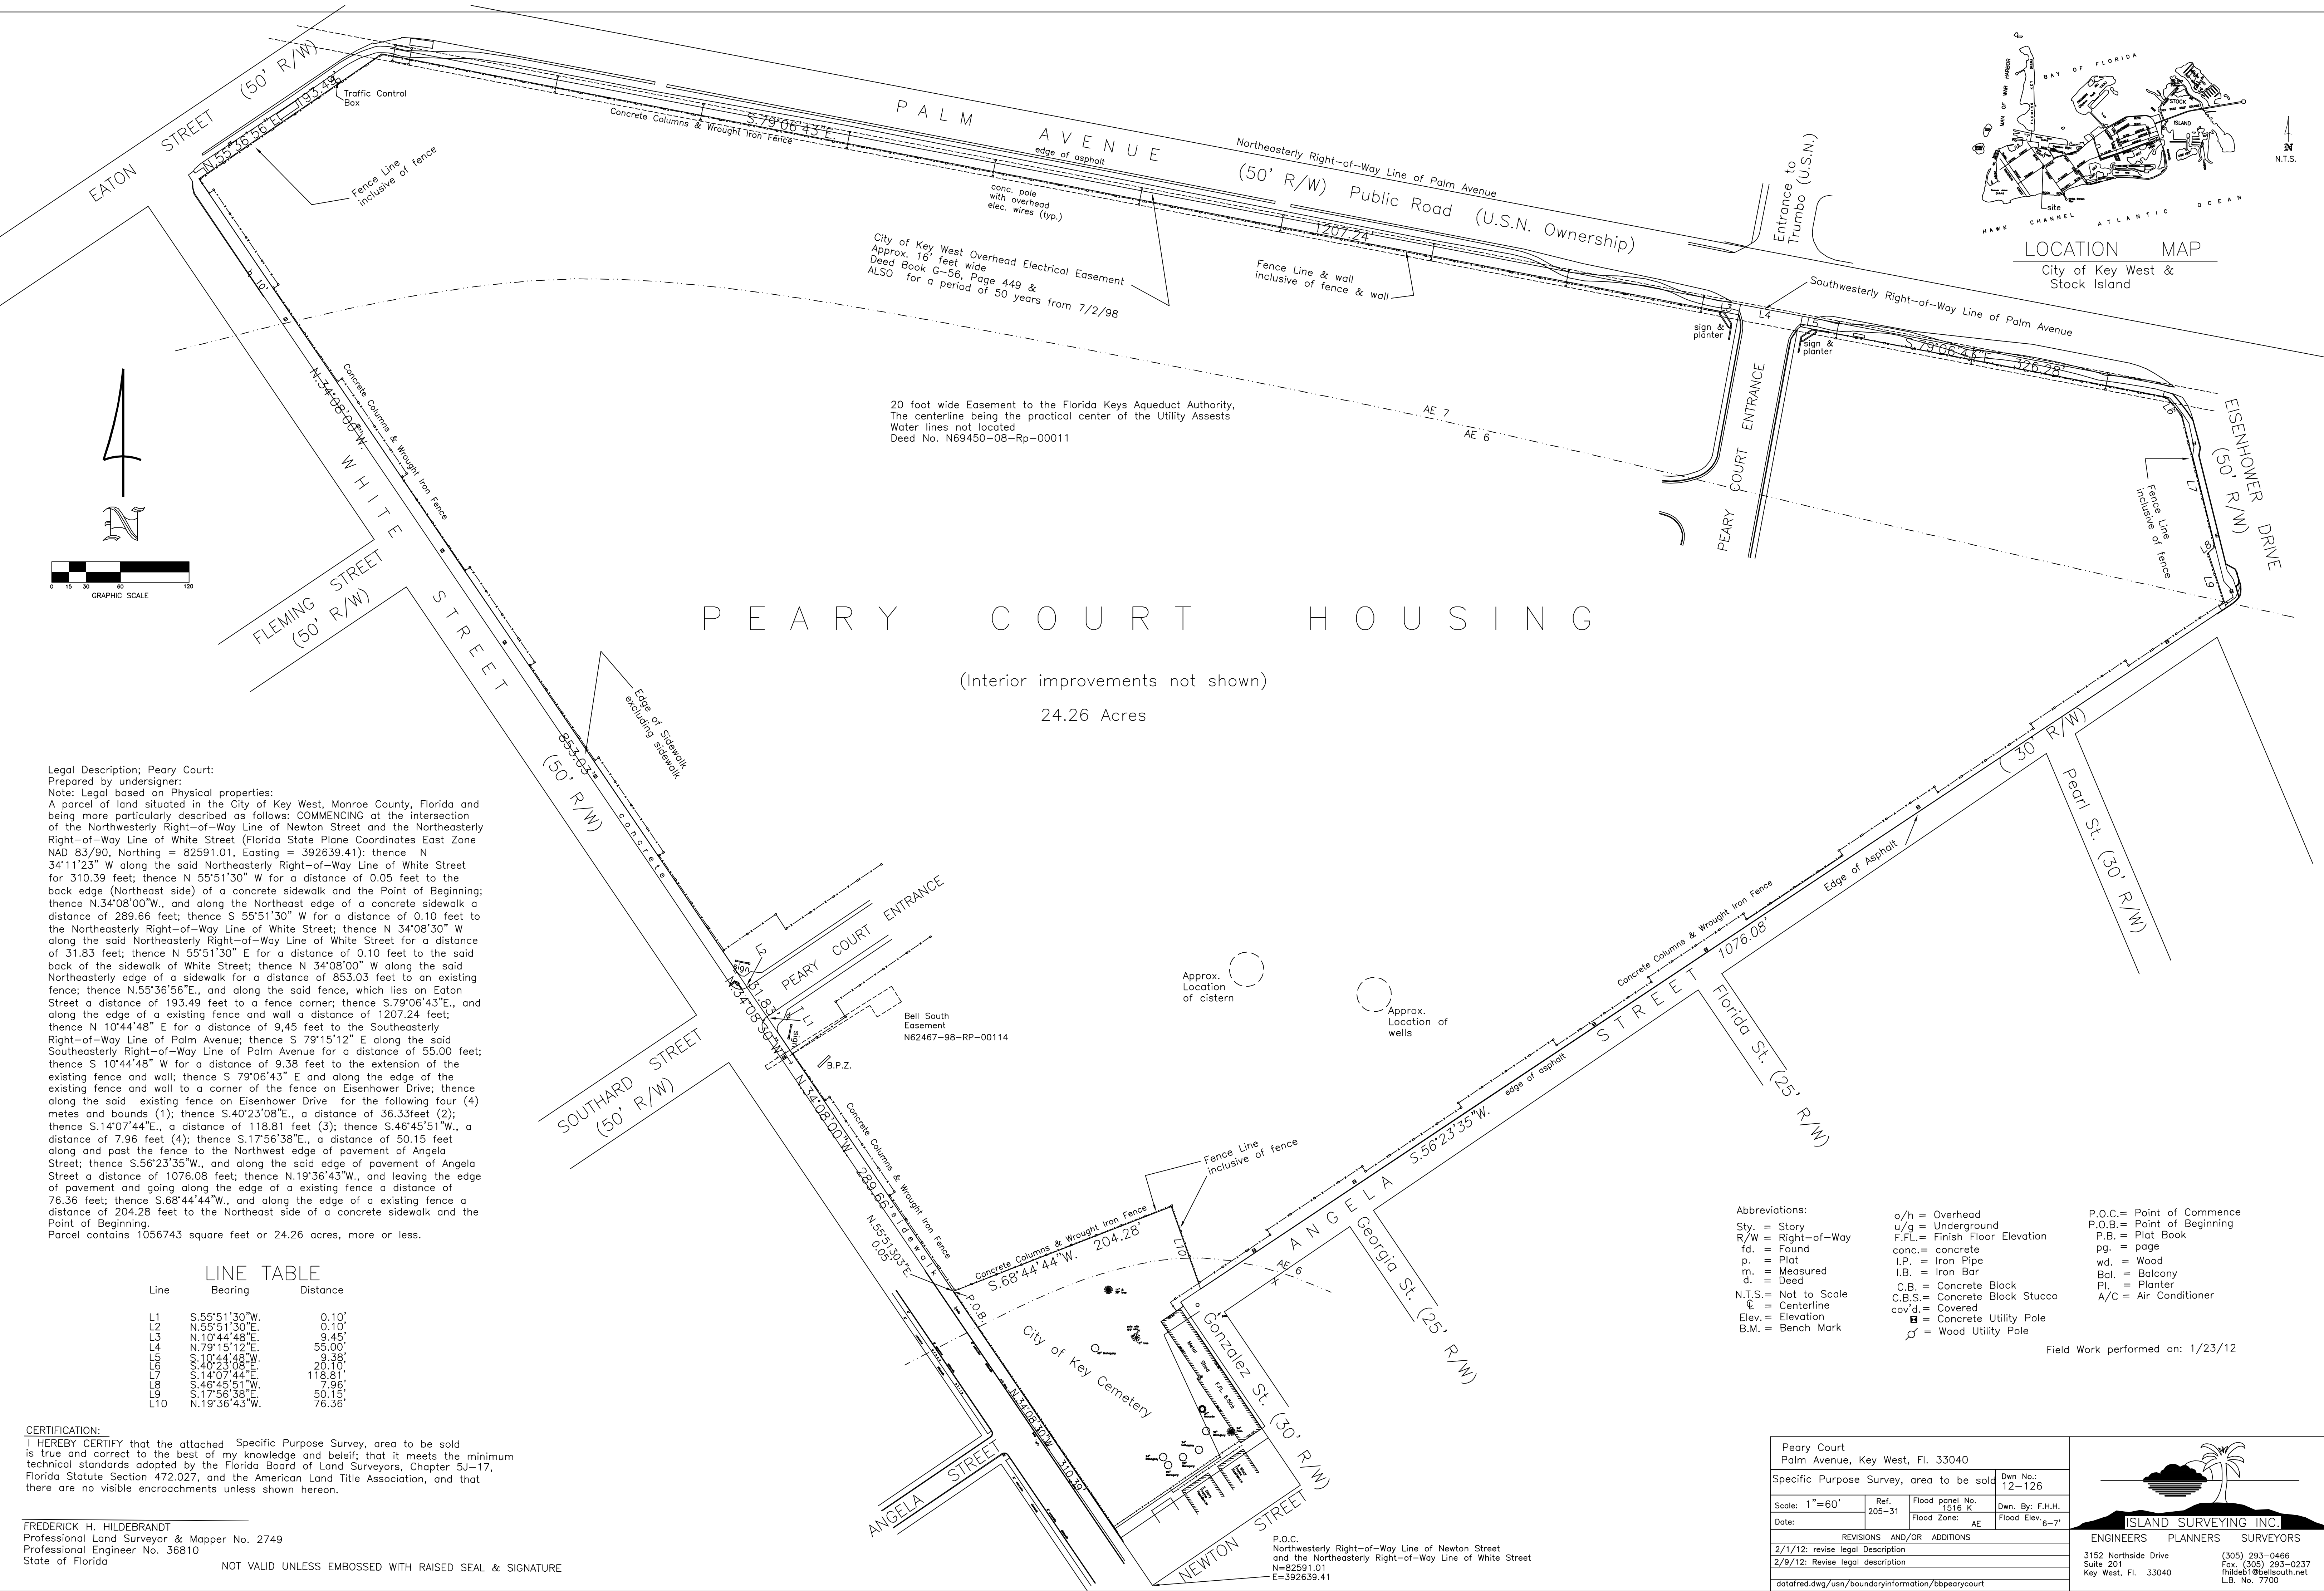 EATON STREET (50' R/W)
N.55°36'56"E.
193.49'
Traffic Control
Box
Fence Line
inclusive of fence
Concrete Columns & Wrought Iron Fence
S.79°06'43"E.
PALM AVENUE
edge of asphalt
(50' R/W) Public Road (U.S.N. Ownership)
Northeasterly Right-of-Way Line of Palm Avenue
conc. pole
with overhead
elec. wires (typ.)
1207.24'
City of Key West Overhead Electrical Easement
Approx. 16' feet wide
Deed Book G-56, Page 449 &
ALSO for a period of 50 years from 7/2/98
Fence Line & wall
inclusive of fence & wall
Entrance to
Trumbo (U.S.N.)
Southwesterly Right-of-Way Line of Palm Avenue
L3
L4
L5
sign &
planter
sign &
planter
S.79°06'43"E.
326.28'
MAN OF WAR HARBOR
BAY OF FLORIDA
STOCK
ISLAND
site
HAWK CHANNEL
ATLANTIC OCEAN
N
N.T.S.
LOCATION MAP
City of Key West &
Stock Island
EISENHOWER DRIVE
(50' R/W)
L6
L7
L8
L9
Fence Line
inclusive of fence
10'
N
0 15 30 60 120
GRAPHIC SCALE
N.34°08'00"W.
Concrete Columns & Wrought Iron Fence
WHITE STREET
(50' R/W)
20 foot wide Easement to the Florida Keys Aqueduct Authority,
The centerline being the practical center of the Utility Assests
Water lines not located
Deed No. N69450-08-Rp-00011
AE 7
AE 6
PEARY COURT ENTRANCE
FLEMING STREET
(50' R/W)
PEARY COURT HOUSING
(Interior improvements not shown)
24.26 Acres
Edge of Sidewalk
excluding sidewalk
853.03'
concrete
Legal Description; Peary Court:
Prepared by undersigner:
Note: Legal based on Physical properties:
A parcel of land situated in the City of Key West, Monroe County, Florida and
being more particularly described as follows: COMMENCING at the intersection
of the Northwesterly Right-of-Way Line of Newton Street and the Northeasterly
Right-of-Way Line of White Street (Florida State Plane Coordinates East Zone
NAD 83/90, Northing = 82591.01, Easting = 392639.41): thence N
34°11'23" W along the said Northeasterly Right-of-Way Line of White Street
for 310.39 feet; thence N 55°51'30" W for a distance of 0.05 feet to the
back edge (Northeast side) of a concrete sidewalk and the Point of Beginning;
thence N.34°08'00"W., and along the Northeast edge of a concrete sidewalk a
distance of 289.66 feet; thence S 55°51'30" W for a distance of 0.10 feet to
the Northeasterly Right-of-Way Line of White Street; thence N 34°08'30" W
along the said Northeasterly Right-of-Way Line of White Street for a distance
of 31.83 feet; thence N 55°51'30" E for a distance of 0.10 feet to the said
back of the sidewalk of White Street; thence N 34°08'00" W along the said
Northeasterly edge of a sidewalk for a distance of 853.03 feet to an existing
fence; thence N.55°36'56"E., and along the said fence, which lies on Eaton
Street a distance of 193.49 feet to a fence corner; thence S.79°06'43"E., and
along the edge of a existing fence and wall a distance of 1207.24 feet;
thence N 10°44'48" E for a distance of 9,45 feet to the Southeasterly
Right-of-Way Line of Palm Avenue; thence S 79°15'12" E along the said
Southeasterly Right-of-Way Line of Palm Avenue for a distance of 55.00 feet;
thence S 10°44'48" W for a distance of 9.38 feet to the extension of the
existing fence and wall; thence S 79°06'43" E and along the edge of the
existing fence and wall to a corner of the fence on Eisenhower Drive; thence
along the said existing fence on Eisenhower Drive for the following four (4)
metes and bounds (1); thence S.40°23'08"E., a distance of 36.33feet (2);
thence S.14°07'44"E., a distance of 118.81 feet (3); thence S.46°45'51"W., a
distance of 7.96 feet (4); thence S.17°56'38"E., a distance of 50.15 feet
along and past the fence to the Northwest edge of pavement of Angela
Street; thence S.56°23'35"W., and along the said edge of pavement of Angela
Street a distance of 1076.08 feet; thence N.19°36'43"W., and leaving the edge
of pavement and going along the edge of a existing fence a distance of
76.36 feet; thence S.68°44'44"W., and along the edge of a existing fence a
distance of 204.28 feet to the Northeast side of a concrete sidewalk and the
Point of Beginning.
Parcel contains 1056743 square feet or 24.26 acres, more or less.
LINE TABLE
Line Bearing Distance
L1 S.55°51'30"W. 0.10'
L2 N.55°51'30"E. 0.10'
L3 N.10°44'48"E. 9.45'
L4 N.79°15'12"E. 55.00'
L5 S.10°44'48"W. 9.38'
L6 S.40°23'08"E. 20.10'
L7 S.14°07'44"E. 118.81'
L8 S.46°45'51"W. 7.96'
L9 S.17°56'38"E. 50.15'
L10 N.19°36'43"W. 76.36'
CERTIFICATION:
I HEREBY CERTIFY that the attached Specific Purpose Survey, area to be sold
is true and correct to the best of my knowledge and beleif; that it meets the minimum
technical standards adopted by the Florida Board of Land Surveyors, Chapter 5J-17,
Florida Statute Section 472.027, and the American Land Title Association, and that
there are no visible encroachments unless shown hereon.
FREDERICK H. HILDEBRANDT
Professional Land Surveyor & Mapper No. 2749
Professional Engineer No. 36810
State of Florida
NOT VALID UNLESS EMBOSSED WITH RAISED SEAL & SIGNATURE
L2
sign
PEARY COURT ENTRANCE
31.83'
N.34°08'30"W.
L1
sign
B.P.Z.
Bell South
Easement
N62467-98-RP-00114
SOUTHARD STREET
(50' R/W)
N.34°08'00"W.
289.66'
sidewalk
Concrete Columns & Wrought Iron Fence
N.55°51303"E.
0.05'
P.O.B.
Approx.
Location
of cistern
Approx.
Location of
wells
Fence Line
inclusive of fence
Concrete Columns & Wrought Iron Fence
S.68°44'44"W. 204.28'
L10
City of Key Cemetery
N.34°08'30"W
310.39'
Metal Shed
F.FL. 6.50±
ANGELA STREET
AE 6
Gonzalez St. (30' R/W)
Georgia St. (25' R/W)
Florida St. (25' R/W)
Pearl St. (30' R/W)
( 30' R/W)
ANGELA STREET
S.56°23'35"W.
1076.08'
edge of asphalt
Edge of Asphalt
Concrete Columns & Wrought Iron Fence
NEWTON STREET
P.O.C.
Northwesterly Right-of-Way Line of Newton Street
and the Northeasterly Right-of-Way Line of White Street
N=82591.01
E=392639.41
Abbreviations:
Sty. = Story
R/W = Right-of-Way
fd. = Found
p. = Plat
m. = Measured
d. = Deed
N.T.S.= Not to Scale
℄ = Centerline
Elev.= Elevation
B.M. = Bench Mark
o/h = Overhead
u/g = Underground
F.FL.= Finish Floor Elevation
conc.= concrete
I.P. = Iron Pipe
I.B. = Iron Bar
C.B. = Concrete Block
C.B.S.= Concrete Block Stucco
cov'd.= Covered
= Concrete Utility Pole
= Wood Utility Pole
P.O.C.= Point of Commence
P.O.B.= Point of Beginning
P.B. = Plat Book
pg. = page
wd. = Wood
Bal. = Balcony
Pl. = Planter
A/C = Air Conditioner
Field Work performed on: 1/23/12
Peary Court
Palm Avenue, Key West, Fl. 33040
Specific Purpose Survey, area to be sold
Dwn No.:
12-126
Scale: 1"=60'
Ref.
205-31
Flood panel No.
1516 K
Dwn. By: F.H.H.
Date:
Flood Zone: AE
Flood Elev. 6-7'
REVISIONS AND/OR ADDITIONS
2/1/12: revise legal Description
2/9/12: Revise legal description
datafred.dwg/usn/boundaryinformation/bbpearycourt
ISLAND SURVEYING INC.
ENGINEERS PLANNERS SURVEYORS
3152 Northside Drive
Suite 201
Key West, Fl. 33040
(305) 293-0466
Fax. (305) 293-0237
fhildeb1@bellsouth.net
L.B. No. 7700